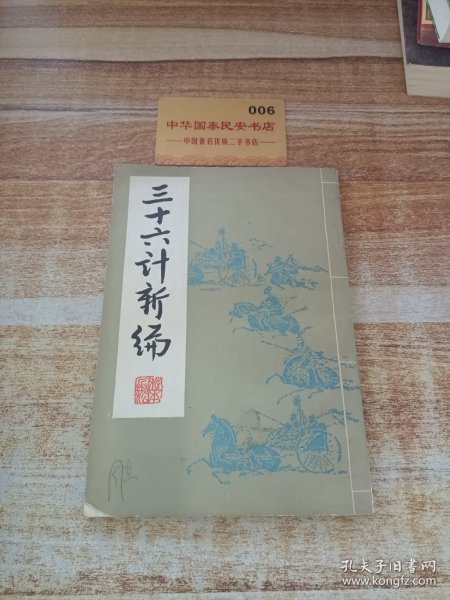 006
中华国泰民安书店
中国著名优质二手书店
三十六计新编
孔夫子旧书网
www.kongfz.com